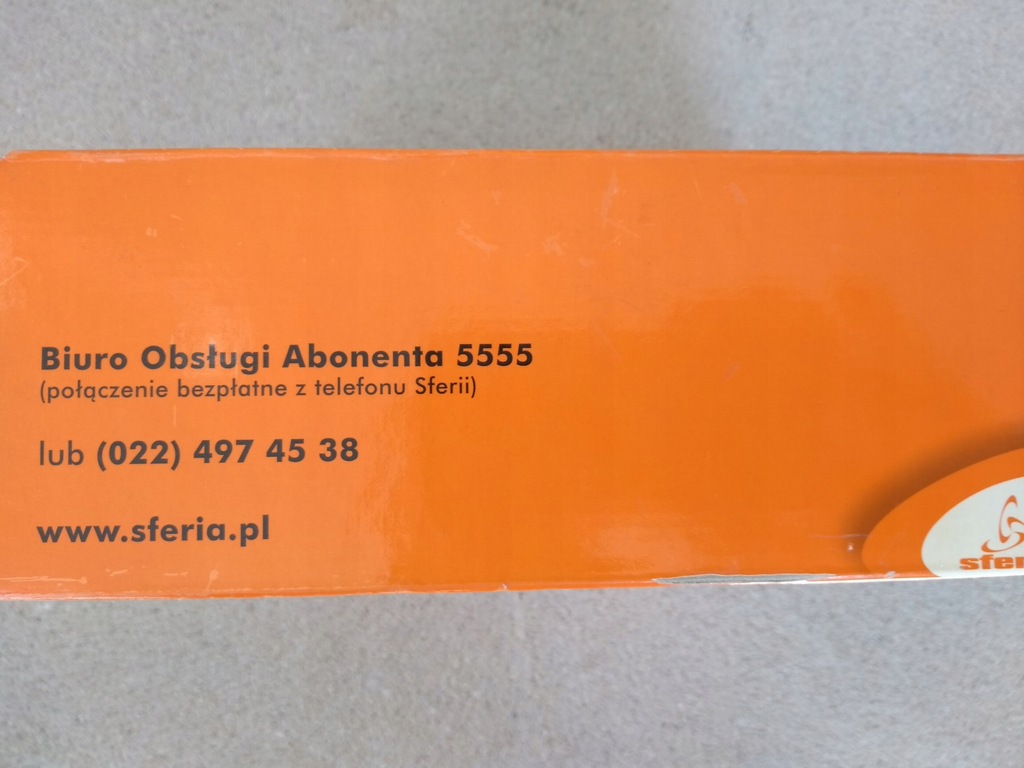 Biuro Obsługi Abonenta 5555
(połączenie bezpłatne z telefonu Sferii)
lub (022) 497 45 38
www.sferia.pl